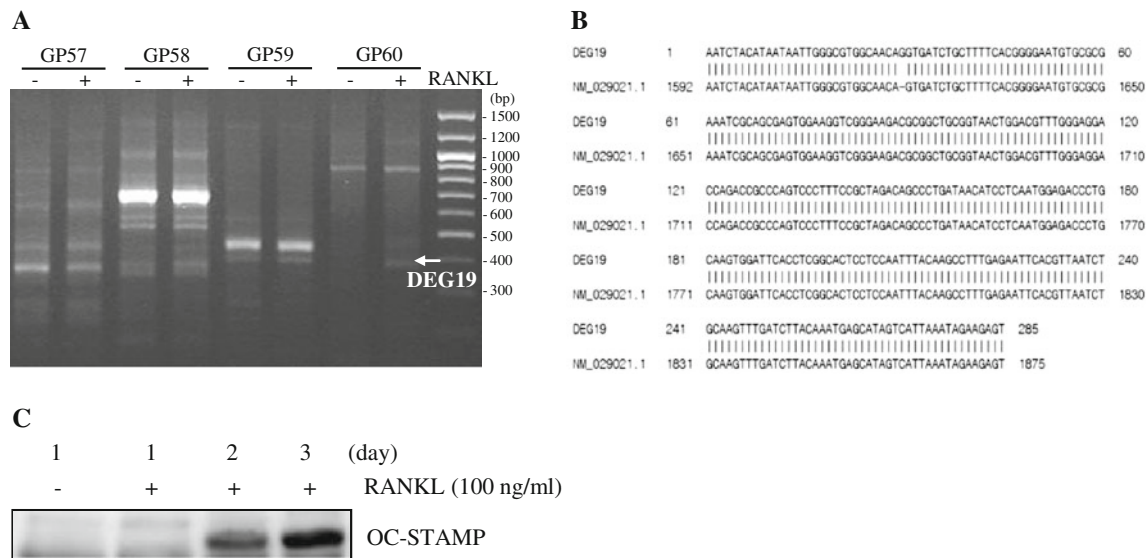 A
GP57 GP58 GP59 GP60
- + - + - + - + RANKL
(bp)
- 1500
- 1200
- 1000
- 900
- 800
- 700
- 600
- 500
- 400
DEG19
- 300
B
DEG19 1 AATCTACATAATAATTGGGCGTGGCAACAGGTGATCTGCTTTTCACGGGGAATGTGCGCG 60
NM_029021.1 1592 AATCTACATAATAATTGGGCGTGGCAACA-GTGATCTGCTTTTCACGGGGAATGTGCGCG 1650
DEG19 61 AAATCGCAGCGAGTGGAAGGTCGGGAAGACGCGGCTGCGGTAACTGGACGTTTGGGAGGA 120
NM_029021.1 1651 AAATCGCAGCGAGTGGAAGGTCGGGAAGACGCGGCTGCGGTAACTGGACGTTTGGGAGGA 1710
DEG19 121 CCAGACCGCCCAGTCCCTTTCCGCTAGACAGCCCTGATAACATCCTCAATGGAGACCCTG 180
NM_029021.1 1711 CCAGACCGCCCAGTCCCTTTCCGCTAGACAGCCCTGATAACATCCTCAATGGAGACCCTG 1770
DEG19 181 CAAGTGGATTCACCTCGGCACTCCTCCAATTTACAAGCCTTTGAGAATTCACGTTAATCT 240
NM_029021.1 1771 CAAGTGGATTCACCTCGGCACTCCTCCAATTTACAAGCCTTTGAGAATTCACGTTAATCT 1830
DEG19 241 GCAAGTTTGATCTTACAAATGAGCATAGTCATTAAATAGAAGAGT 285
NM_029021.1 1831 GCAAGTTTGATCTTACAAATGAGCATAGTCATTAAATAGAAGAGT 1875
C
1 1 2 3 (day)
- + + + RANKL (100 ng/ml)
OC-STAMP